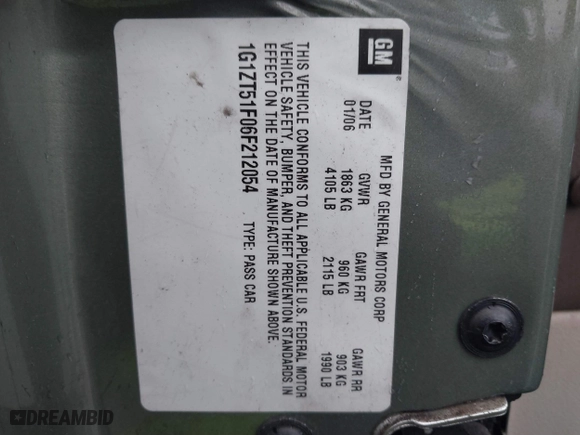 GM
MFD BY GENERAL MOTORS CORP
DATE GVWR GAWR FRT GAWR RR
01/06 1863 KG 960 KG 903 KG
4105 LB 2115 LB 1990 LB
THIS VEHICLE CONFORMS TO ALL APPLICABLE U.S. FEDERAL MOTOR
VEHICLE SAFETY, BUMPER, AND THEFT PREVENTION STANDARDS IN
EFFECT ON THE DATE OF MANUFACTURE SHOWN ABOVE.
1G1ZT51F06F212054 TYPE: PASS CAR
DREAMBID